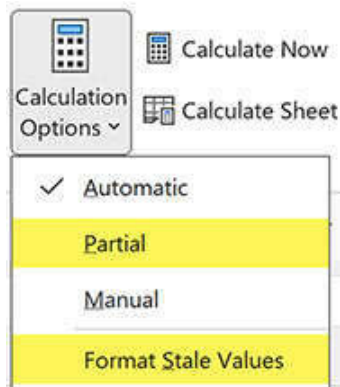 Calculation
Options
Calculate Now
Calculate Sheet
Automatic
Partial
Manual
Format Stale Values